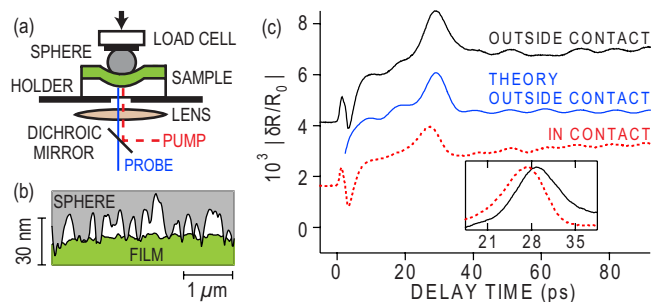 (a)
SPHERE
LOAD CELL
HOLDER
SAMPLE
LENS
DICHROIC
MIRROR
PUMP
PROBE
(b)
SPHERE
FILM
30 nm
1 µm
(c)
10³ | δR/R₀ |
8
6
4
2
0
OUTSIDE CONTACT
THEORY
OUTSIDE CONTACT
IN CONTACT
21 28 35
0 20 40 60 80
DELAY TIME (ps)